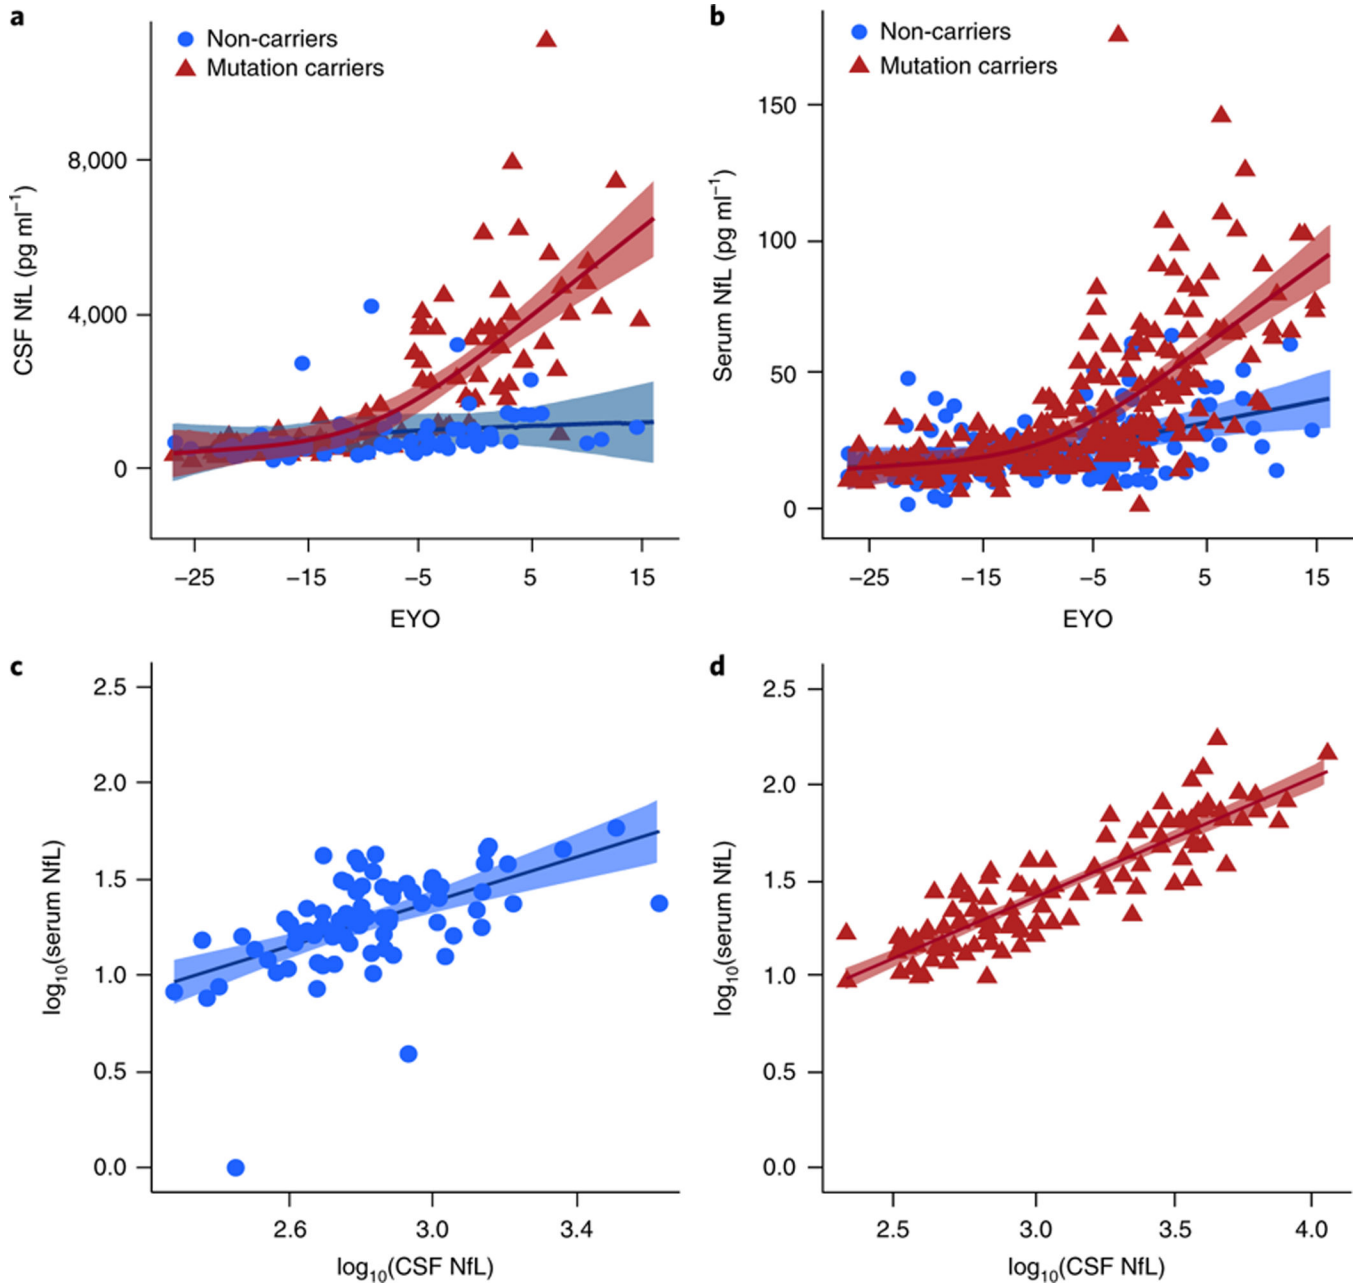 a
Non-carriers
Mutation carriers
8,000
4,000
0
CSF NfL (pg ml⁻¹)
−25 −15 −5 5 15
EYO
b
Non-carriers
Mutation carriers
150
100
50
0
Serum NfL (pg ml⁻¹)
−25 −15 −5 5 15
EYO
c
2.5
2.0
1.5
1.0
0.5
0.0
log₁₀(serum NfL)
2.6 3.0 3.4
log₁₀(CSF NfL)
d
2.5
2.0
1.5
1.0
0.5
0.0
log₁₀(serum NfL)
2.5 3.0 3.5 4.0
log₁₀(CSF NfL)